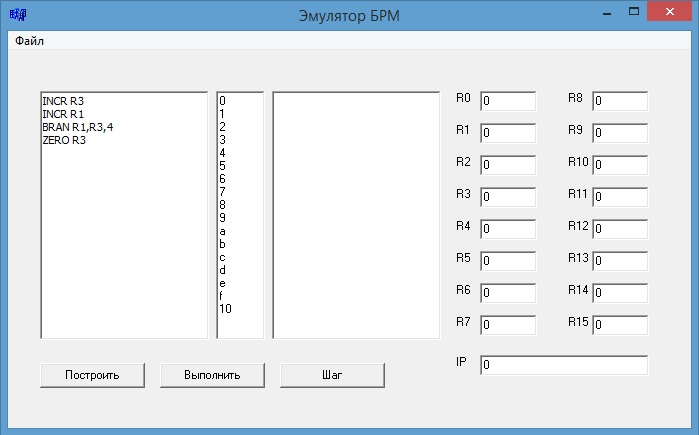 Эмулятор БРМ
Файл
INCR R3
INCR R1
BRAN R1,R3,4
ZERO R3
0
1
2
3
4
5
6
7
8
9
a
b
c
d
e
f
10
R0 0 R8 0
R1 0 R9 0
R2 0 R10 0
R3 0 R11 0
R4 0 R12 0
R5 0 R13 0
R6 0 R14 0
R7 0 R15 0
IP 0
Построить Выполнить Шаг